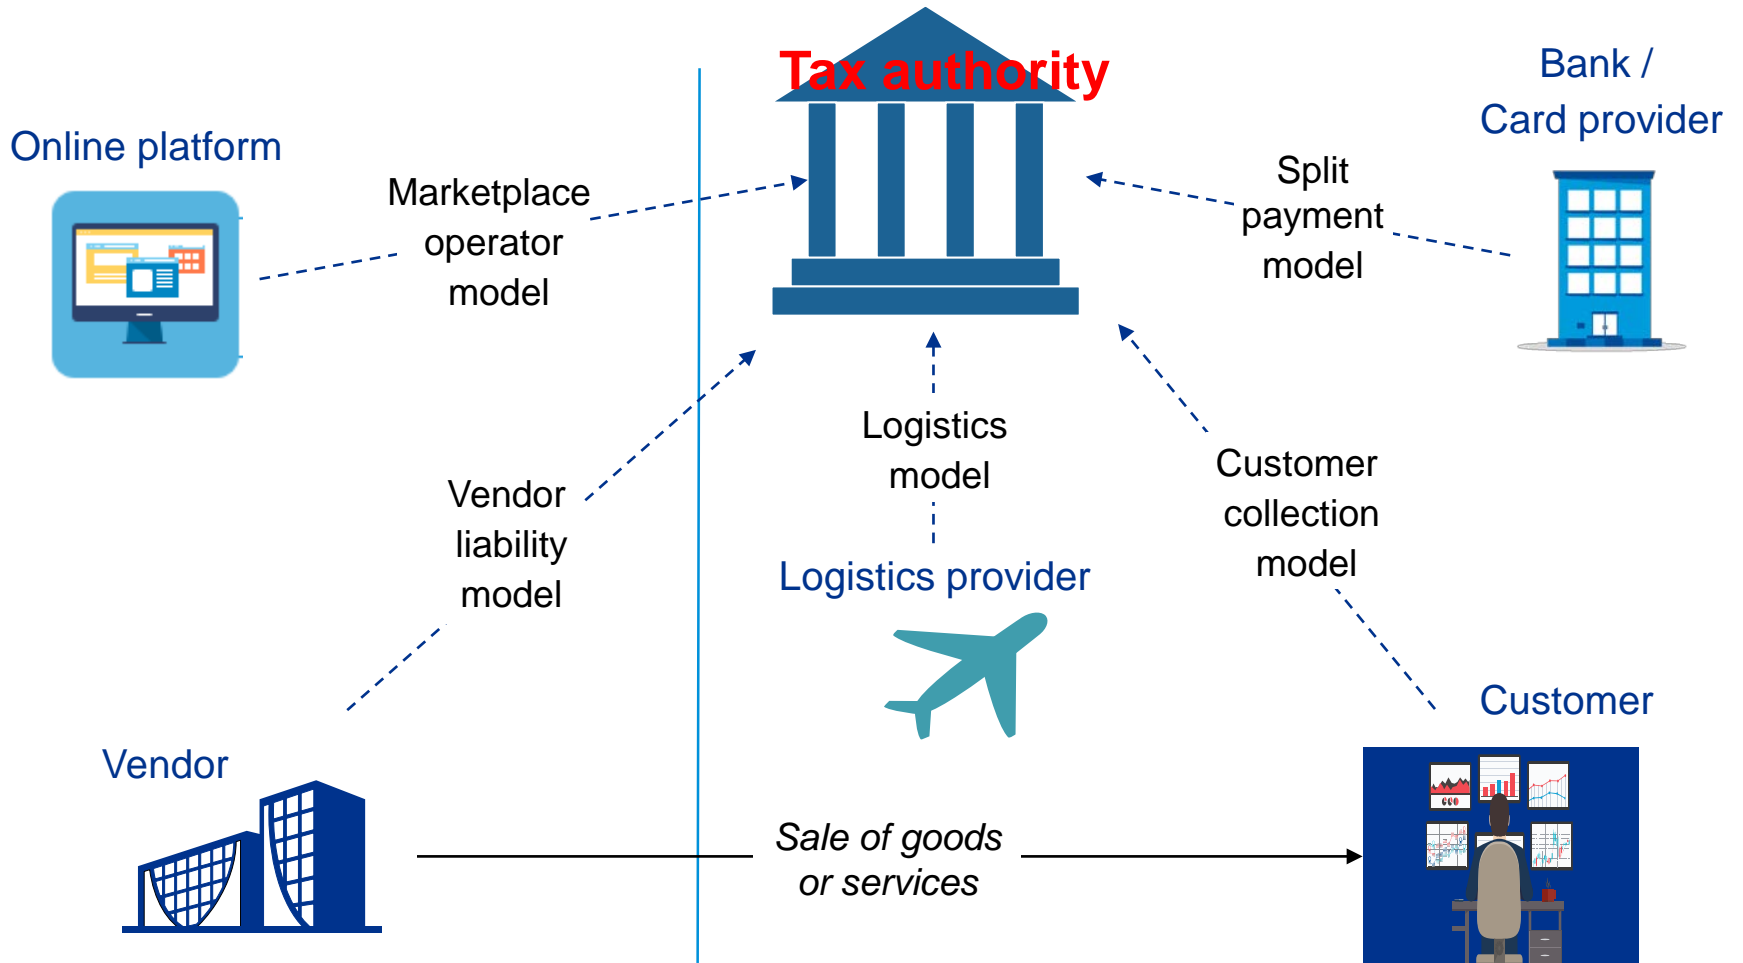 Tax authority
Bank /
Card provider
Online platform
Marketplace
operator
model
Split
payment
model
Logistics
model
Customer
collection
model
Vendor
liability
model
Logistics provider
Customer
Vendor
Sale of goods
or services